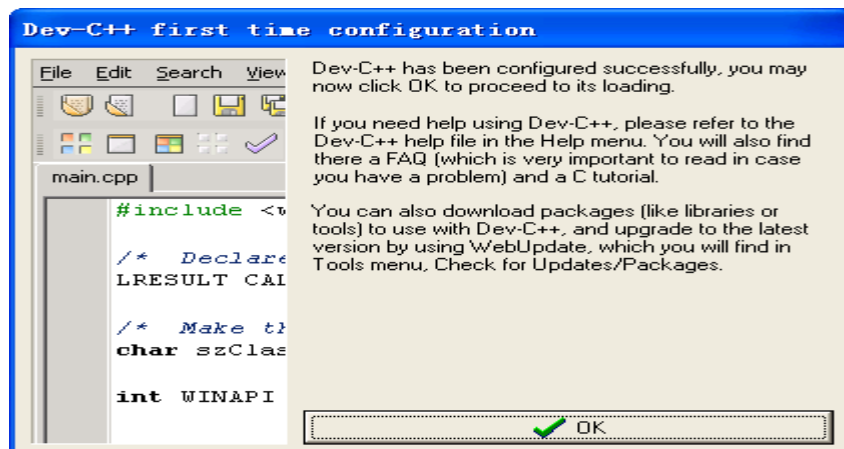 Dev-C++ first time configuration
File Edit Search View
main.cpp
#include <w
/* Declare
LRESULT CAL
/* Make th
char szClas
int WINAPI
Dev-C++ has been configured successfully, you may
now click OK to proceed to its loading.
If you need help using Dev-C++, please refer to the
Dev-C++ help file in the Help menu. You will also find
there a FAQ (which is very important to read in case
you have a problem) and a C tutorial.
You can also download packages (like libraries or
tools) to use with Dev-C++, and upgrade to the latest
version by using WebUpdate, which you will find in
Tools menu, Check for Updates/Packages.
OK